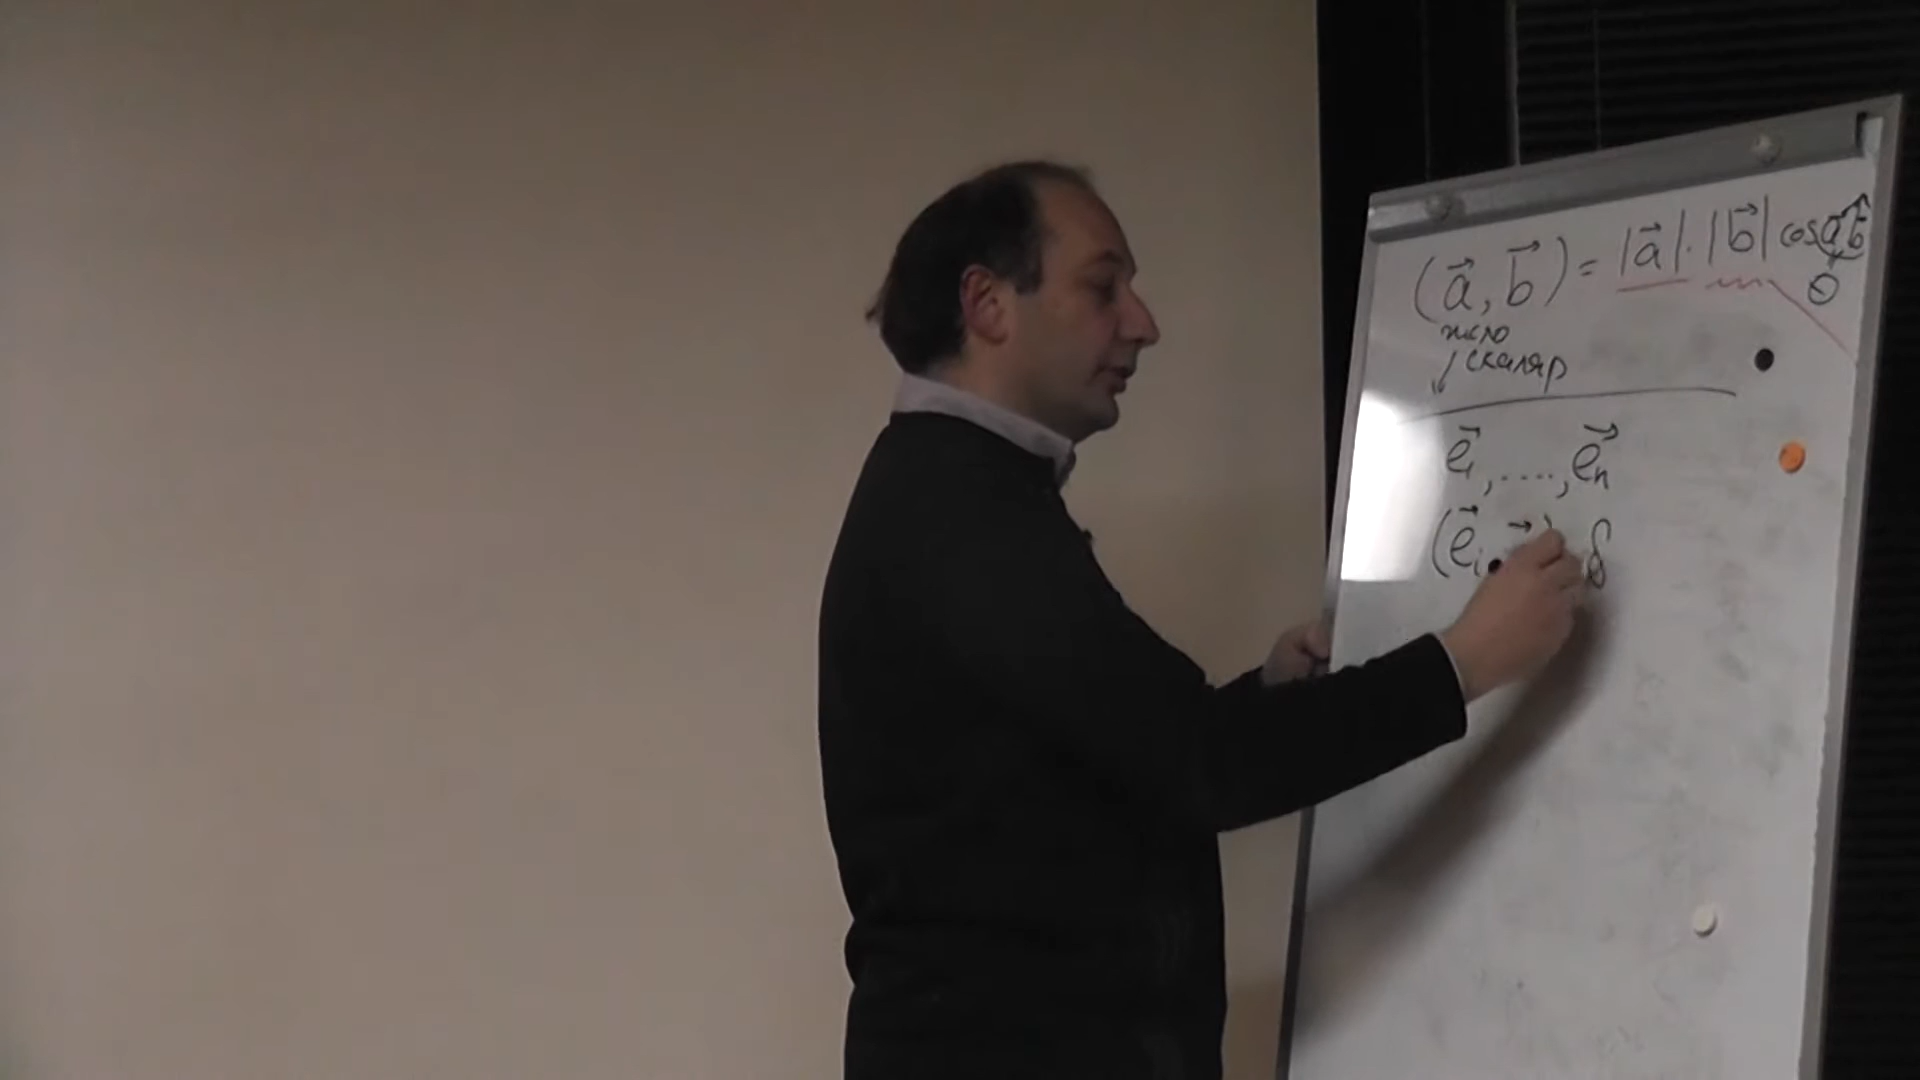 (a⃗, b⃗) = |a⃗|·|b⃗| cos a⃗b⃗
θ
число
скаляр
e⃗₁, ...., e⃗ₙ
(e⃗ᵢ, ⃗ ) δ